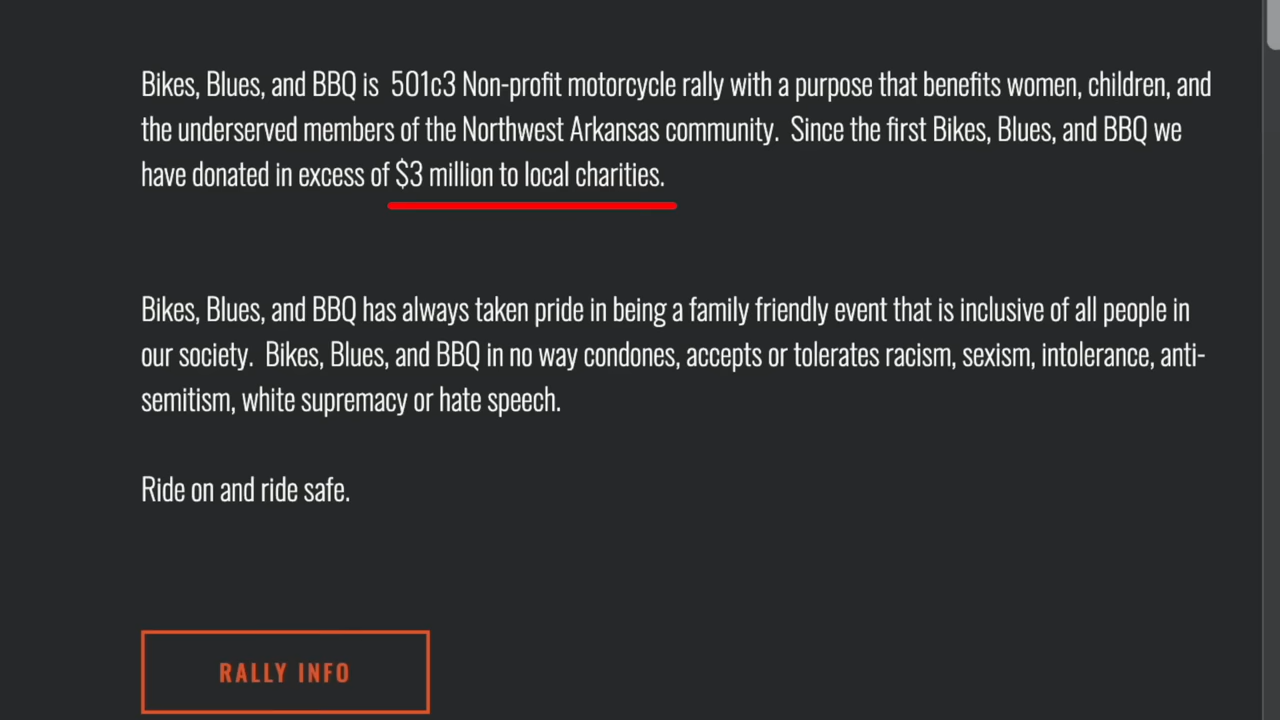 Bikes, Blues, and BBQ is 501c3 Non-profit motorcycle rally with a purpose that benefits women, children, and
the underserved members of the Northwest Arkansas community. Since the first Bikes, Blues, and BBQ we
have donated in excess of $3 million to local charities.
Bikes, Blues, and BBQ has always taken pride in being a family friendly event that is inclusive of all people in
our society. Bikes, Blues, and BBQ in no way condones, accepts or tolerates racism, sexism, intolerance, anti-
semitism, white supremacy or hate speech.
Ride on and ride safe.
RALLY INFO